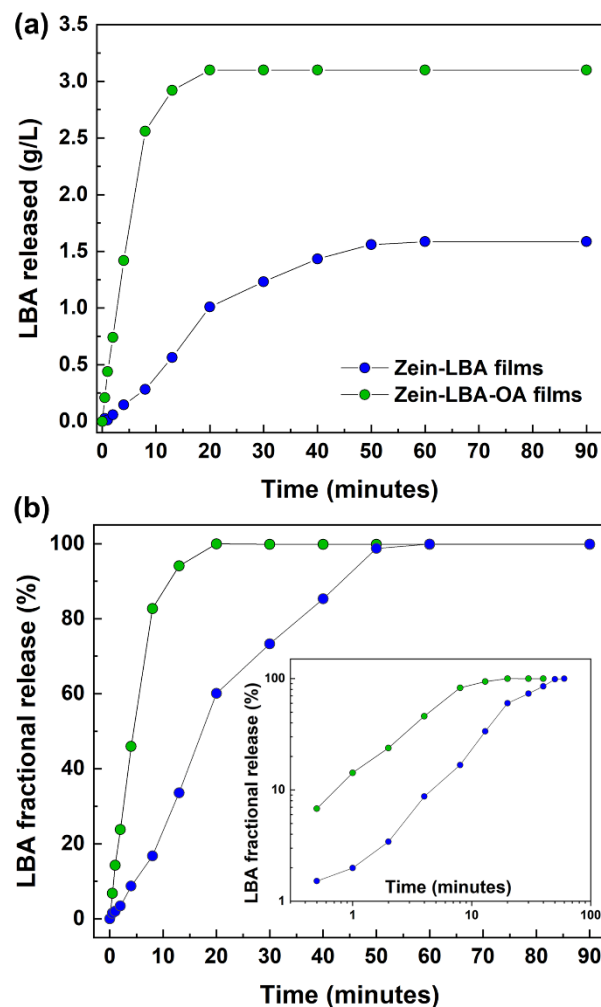 (a)
LBA released (g/L)
3.5
3.0
2.5
2.0
1.5
1.0
0.5
0.0
Zein-LBA films
Zein-LBA-OA films
0 10 20 30 40 50 60 70 80 90
Time (minutes)
(b)
LBA fractional release (%)
100
80
60
40
20
0
LBA fractional release (%)
100
10
1
Time (minutes)
1 10 100
0 10 20 30 40 50 60 70 80 90
Time (minutes)